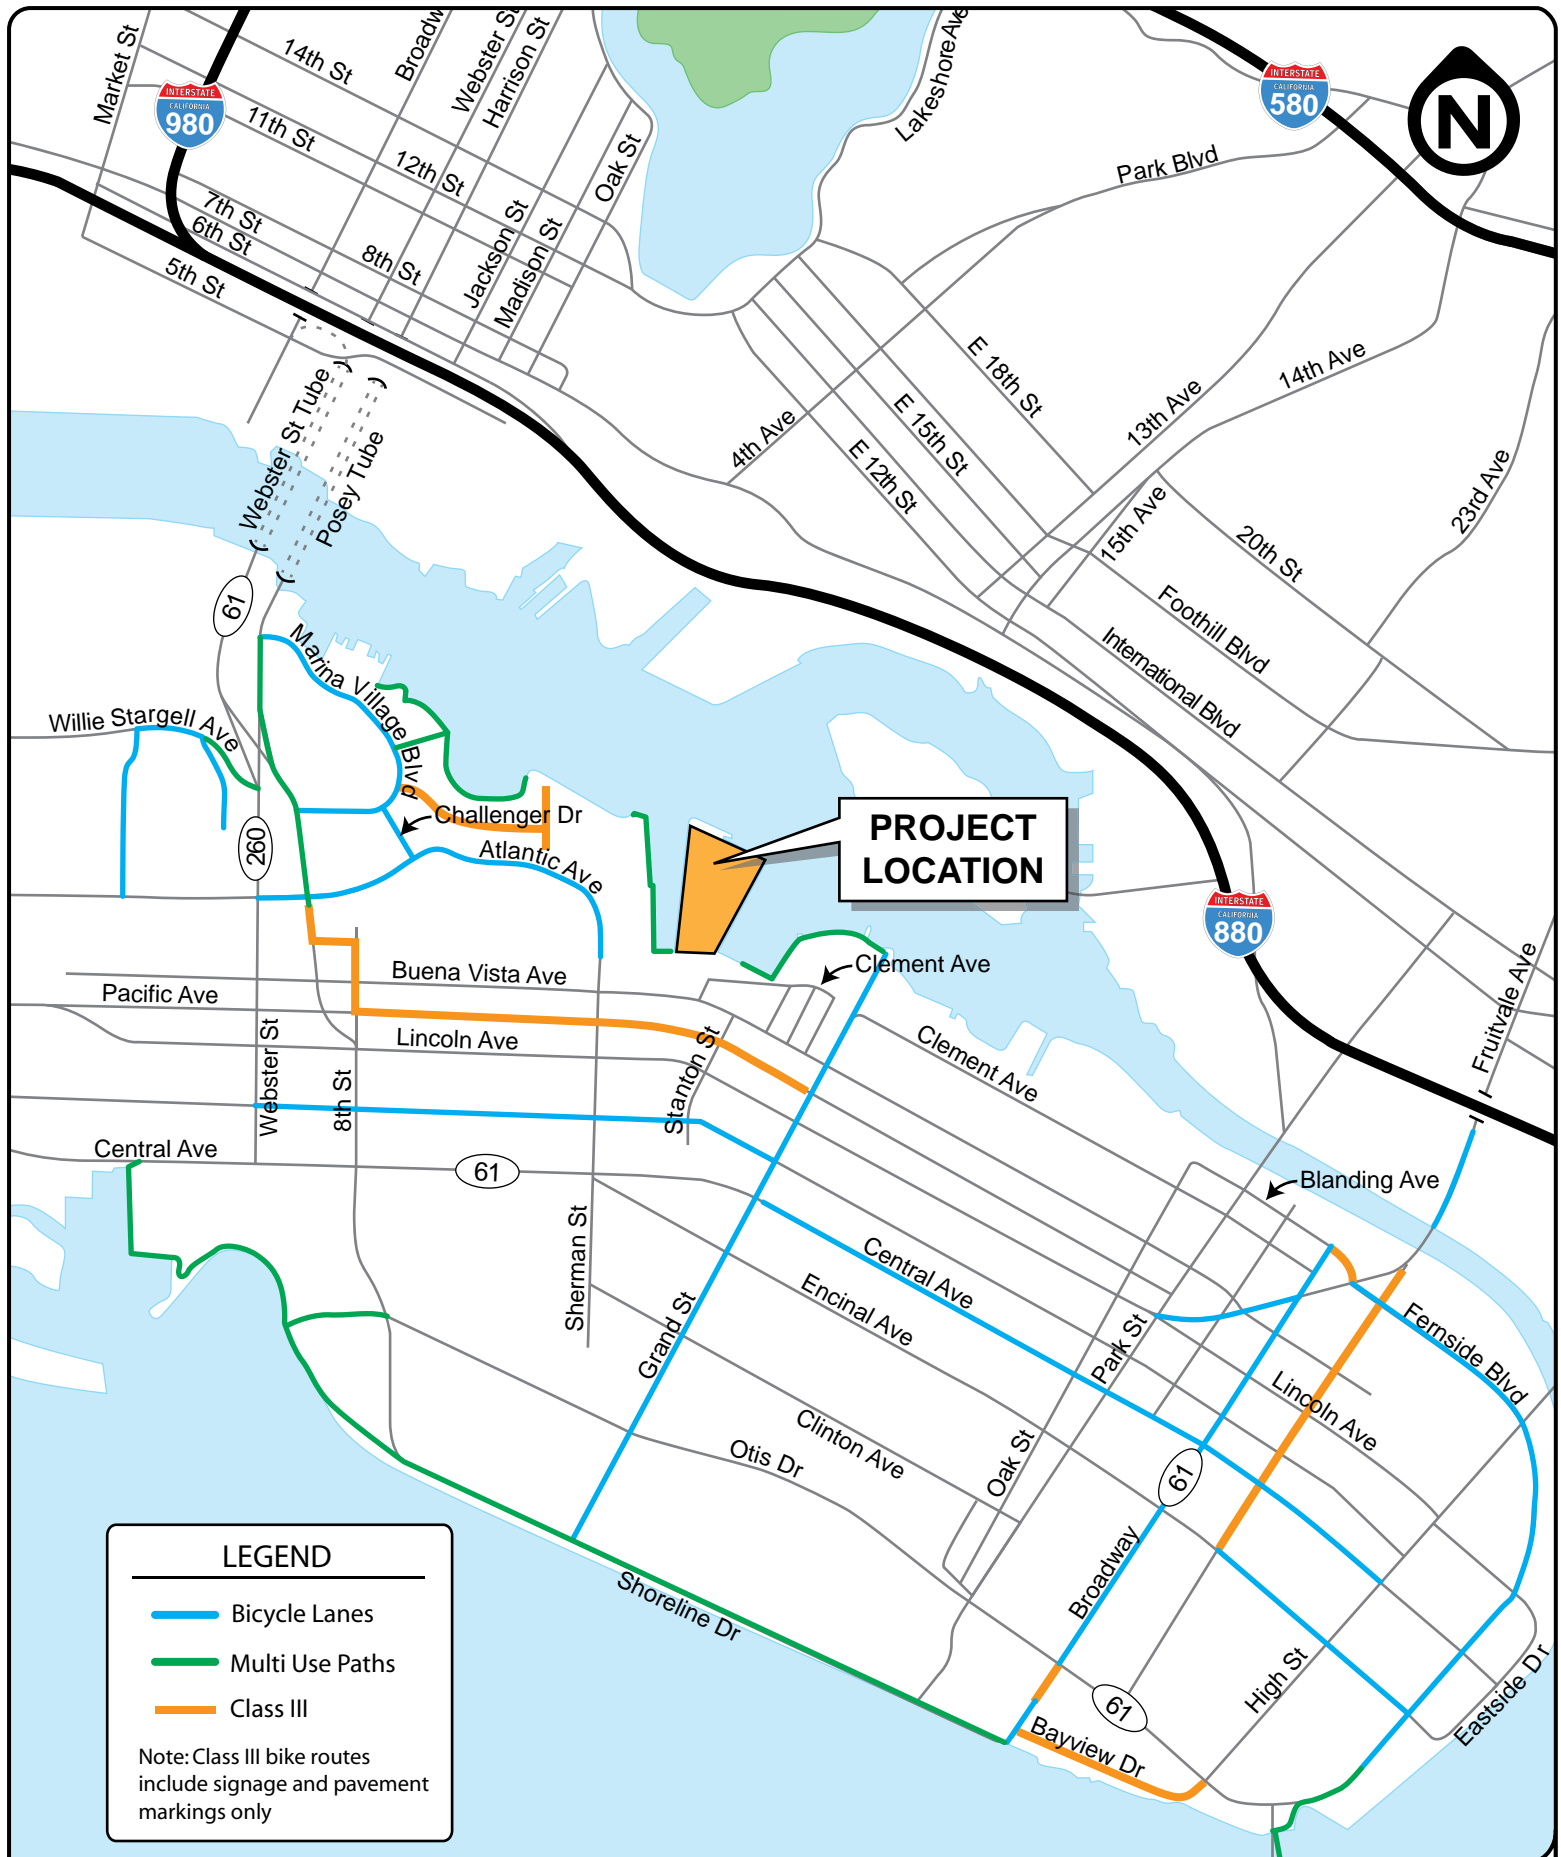 Market St
14th St
Broadw
Webster St
Harrison St
Lakeshore Ave
INTERSTATE
CALIFORNIA
980
INTERSTATE
CALIFORNIA
580
N
11th St
12th St
Oak St
Park Blvd
7th St
6th St
5th St
8th St
Jackson St
Madison St
Webster St Tube
Posey Tube
4th Ave
E 18th St
E 15th St
E 12th St
13th Ave
14th Ave
15th Ave
20th St
23rd Ave
Foothill Blvd
International Blvd
61
Marina Village Blvd
Willie Stargell Ave
260
Challenger Dr
Atlantic Ave
PROJECT
LOCATION
INTERSTATE
CALIFORNIA
880
Buena Vista Ave
Clement Ave
Pacific Ave
Lincoln Ave
Webster St
8th St
Stanton St
Clement Ave
Fruitvale Ave
Central Ave
61
Blanding Ave
Sherman St
Grand St
Central Ave
Encinal Ave
Park St
Fernside Blvd
Lincoln Ave
Clinton Ave
Otis Dr
Oak St
61
Broadway
Shoreline Dr
High St
Eastside Dr
61
Bayview Dr
LEGEND
Bicycle Lanes
Multi Use Paths
Class III
Note: Class III bike routes
include signage and pavement
markings only